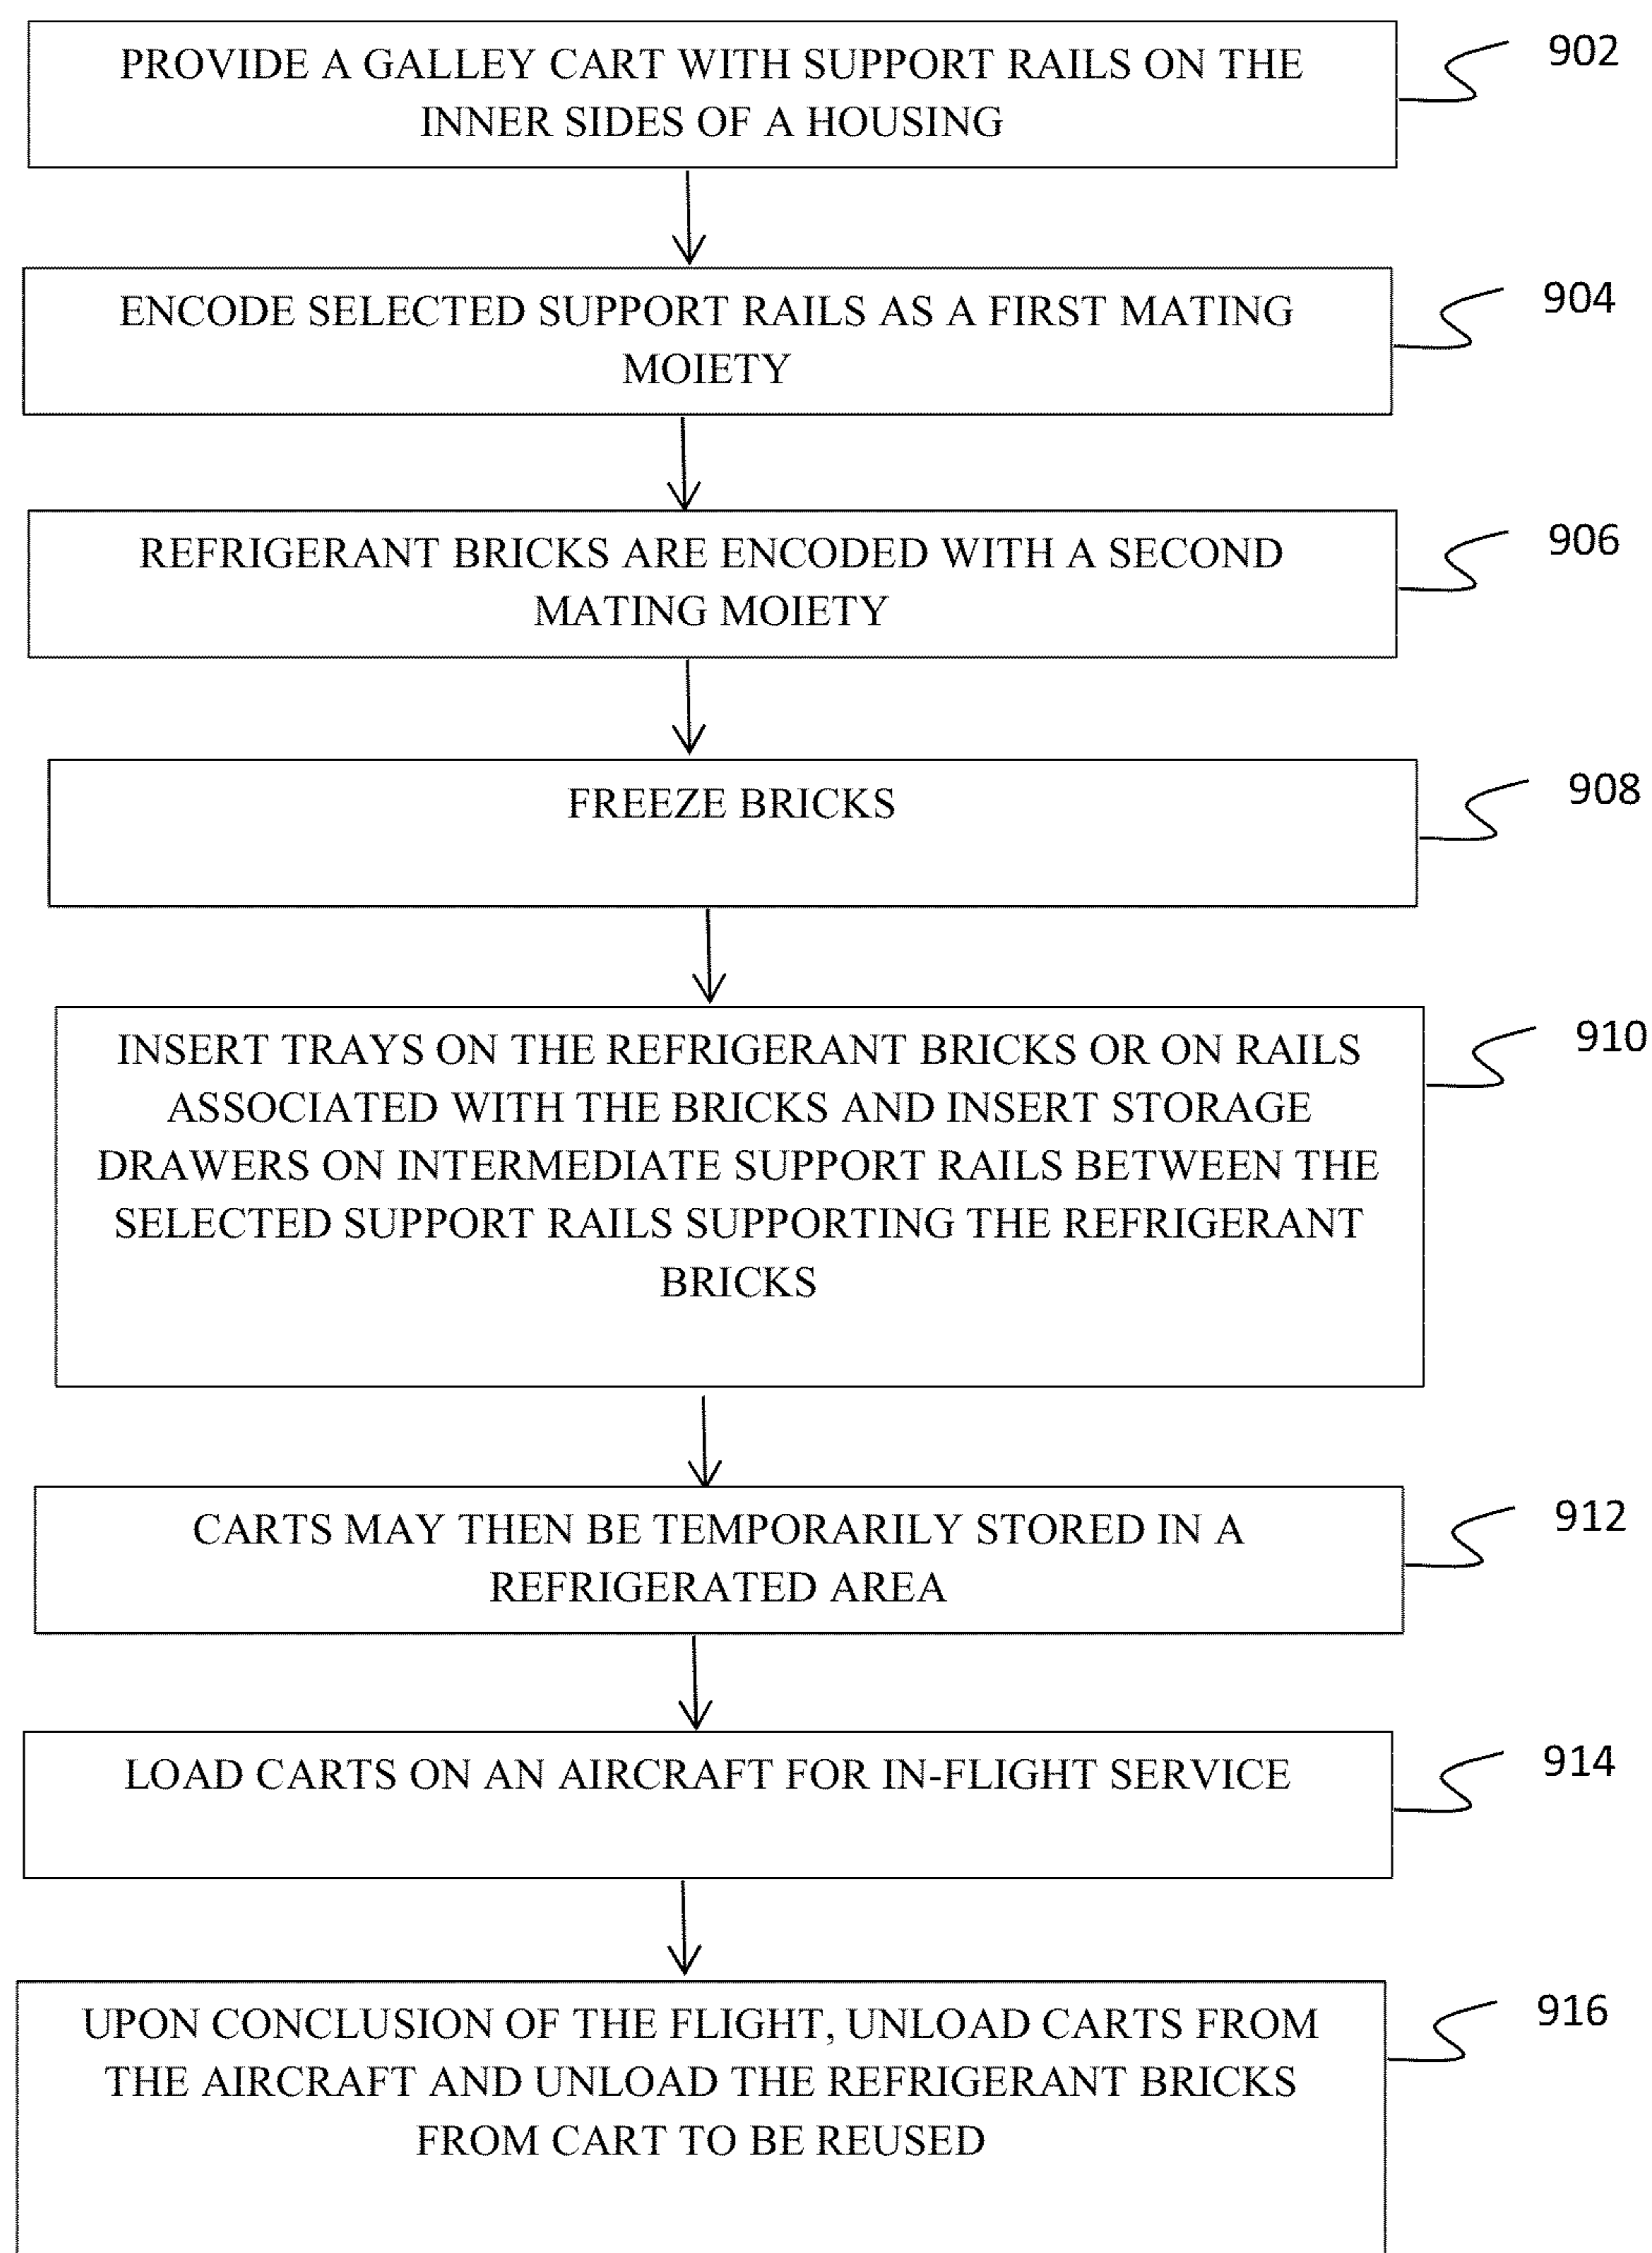 PROVIDE A GALLEY CART WITH SUPPORT RAILS ON THE
INNER SIDES OF A HOUSING
902
ENCODE SELECTED SUPPORT RAILS AS A FIRST MATING
MOIETY
904
REFRIGERANT BRICKS ARE ENCODED WITH A SECOND
MATING MOIETY
906
FREEZE BRICKS
908
INSERT TRAYS ON THE REFRIGERANT BRICKS OR ON RAILS
ASSOCIATED WITH THE BRICKS AND INSERT STORAGE
DRAWERS ON INTERMEDIATE SUPPORT RAILS BETWEEN THE
SELECTED SUPPORT RAILS SUPPORTING THE REFRIGERANT
BRICKS
910
CARTS MAY THEN BE TEMPORARILY STORED IN A
REFRIGERATED AREA
912
LOAD CARTS ON AN AIRCRAFT FOR IN-FLIGHT SERVICE
914
UPON CONCLUSION OF THE FLIGHT, UNLOAD CARTS FROM
THE AIRCRAFT AND UNLOAD THE REFRIGERANT BRICKS
FROM CART TO BE REUSED
916